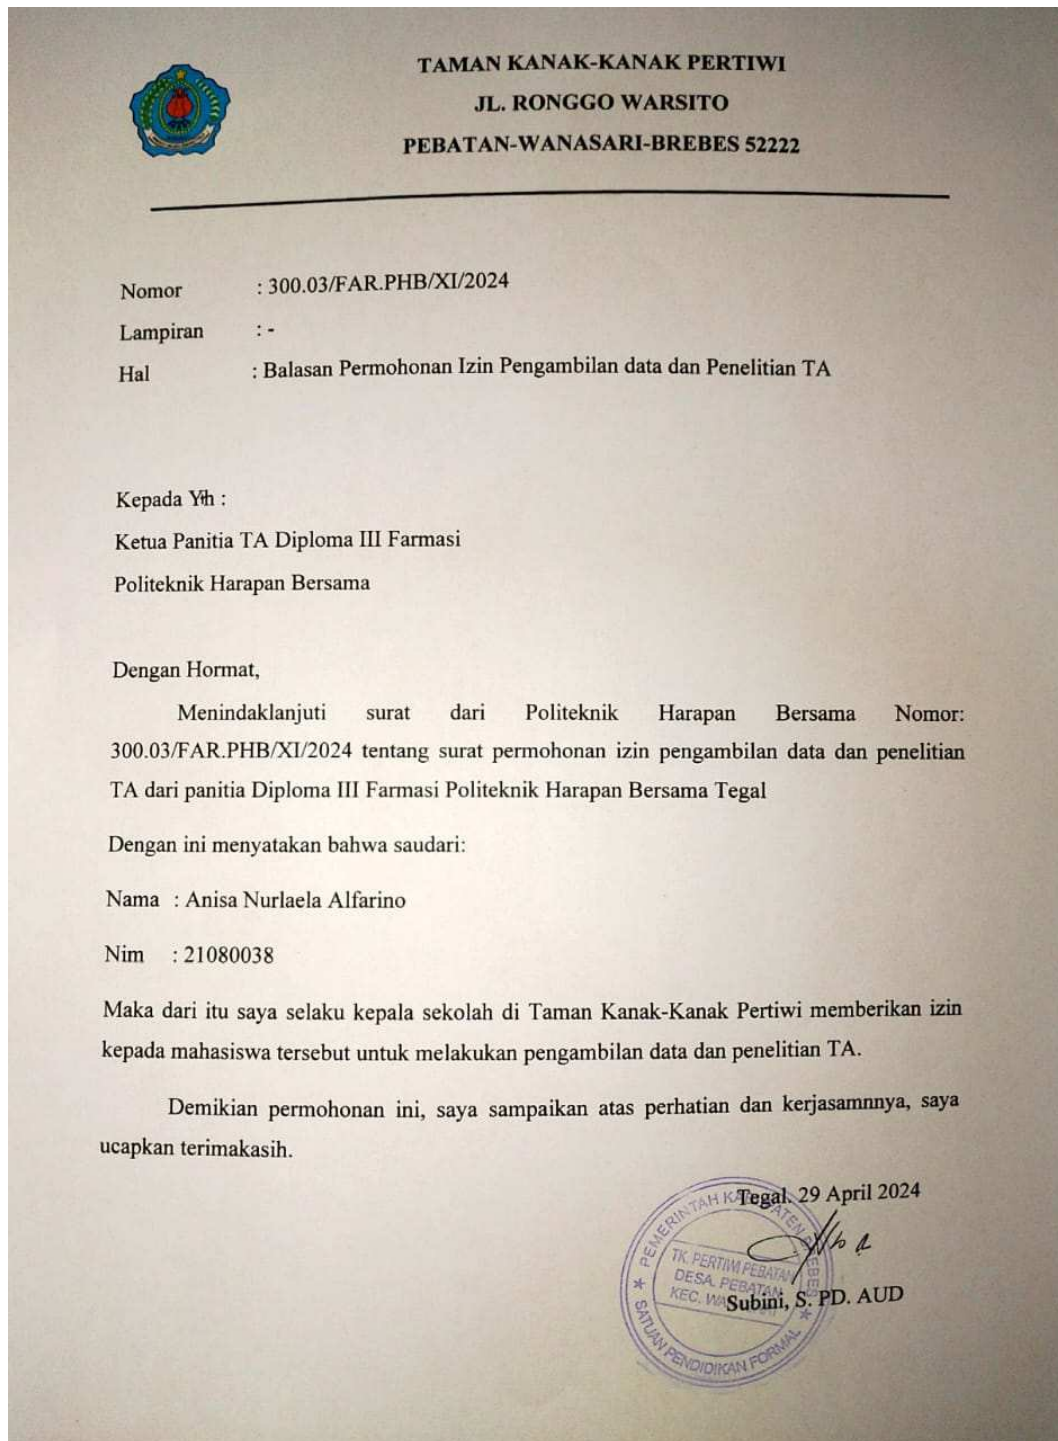 TAMAN KANAK-KANAK PERTIWI
JL. RONGGO WARSITO
PEBATAN-WANASARI-BREBES 52222
Nomor : 300.03/FAR.PHB/XI/2024
Lampiran : -
Hal : Balasan Permohonan Izin Pengambilan data dan Penelitian TA
Kepada Yth :
Ketua Panitia TA Diploma III Farmasi
Politeknik Harapan Bersama
Dengan Hormat,
Menindaklanjuti surat dari Politeknik Harapan Bersama Nomor:
300.03/FAR.PHB/XI/2024 tentang surat permohonan izin pengambilan data dan penelitian
TA dari panitia Diploma III Farmasi Politeknik Harapan Bersama Tegal
Dengan ini menyatakan bahwa saudari:
Nama : Anisa Nurlaela Alfarino
Nim : 21080038
Maka dari itu saya selaku kepala sekolah di Taman Kanak-Kanak Pertiwi memberikan izin
kepada mahasiswa tersebut untuk melakukan pengambilan data dan penelitian TA.
Demikian permohonan ini, saya sampaikan atas perhatian dan kerjasamnnya, saya
ucapkan terimakasih.
Tegal. 29 April 2024
PEMERINTAH KABUPATEN BREBES
TK. PERTIWI PEBATAN
DESA. PEBATAN
KEC.
SATUAN PENDIDIKAN FORMAL
Subini, S. PD. AUD